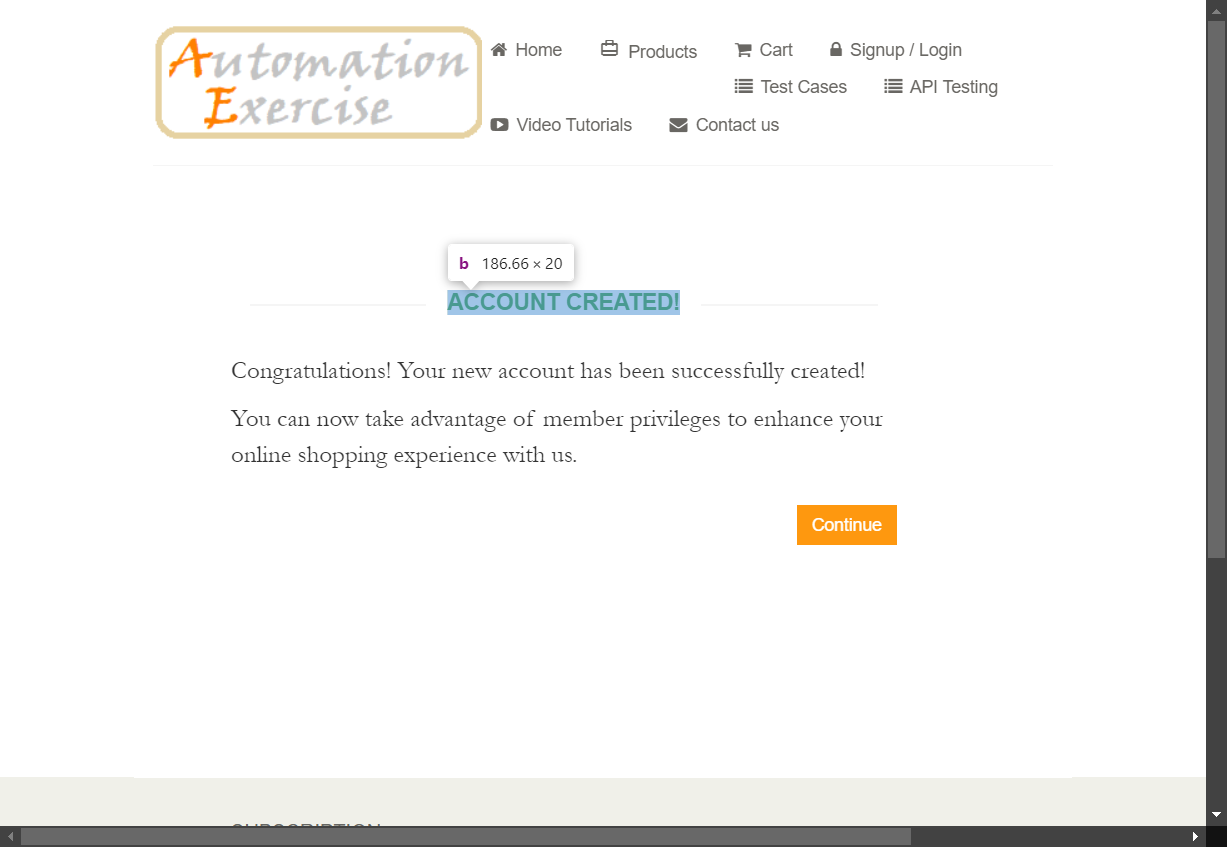 Automation
Exercise
Home
Products
Cart
Signup / Login
Test Cases
API Testing
Video Tutorials
Contact us
b 186.66 × 20
ACCOUNT CREATED!
Congratulations! Your new account has been successfully created!
You can now take advantage of member privileges to enhance your
online shopping experience with us.
Continue
SUBSCRIPTION